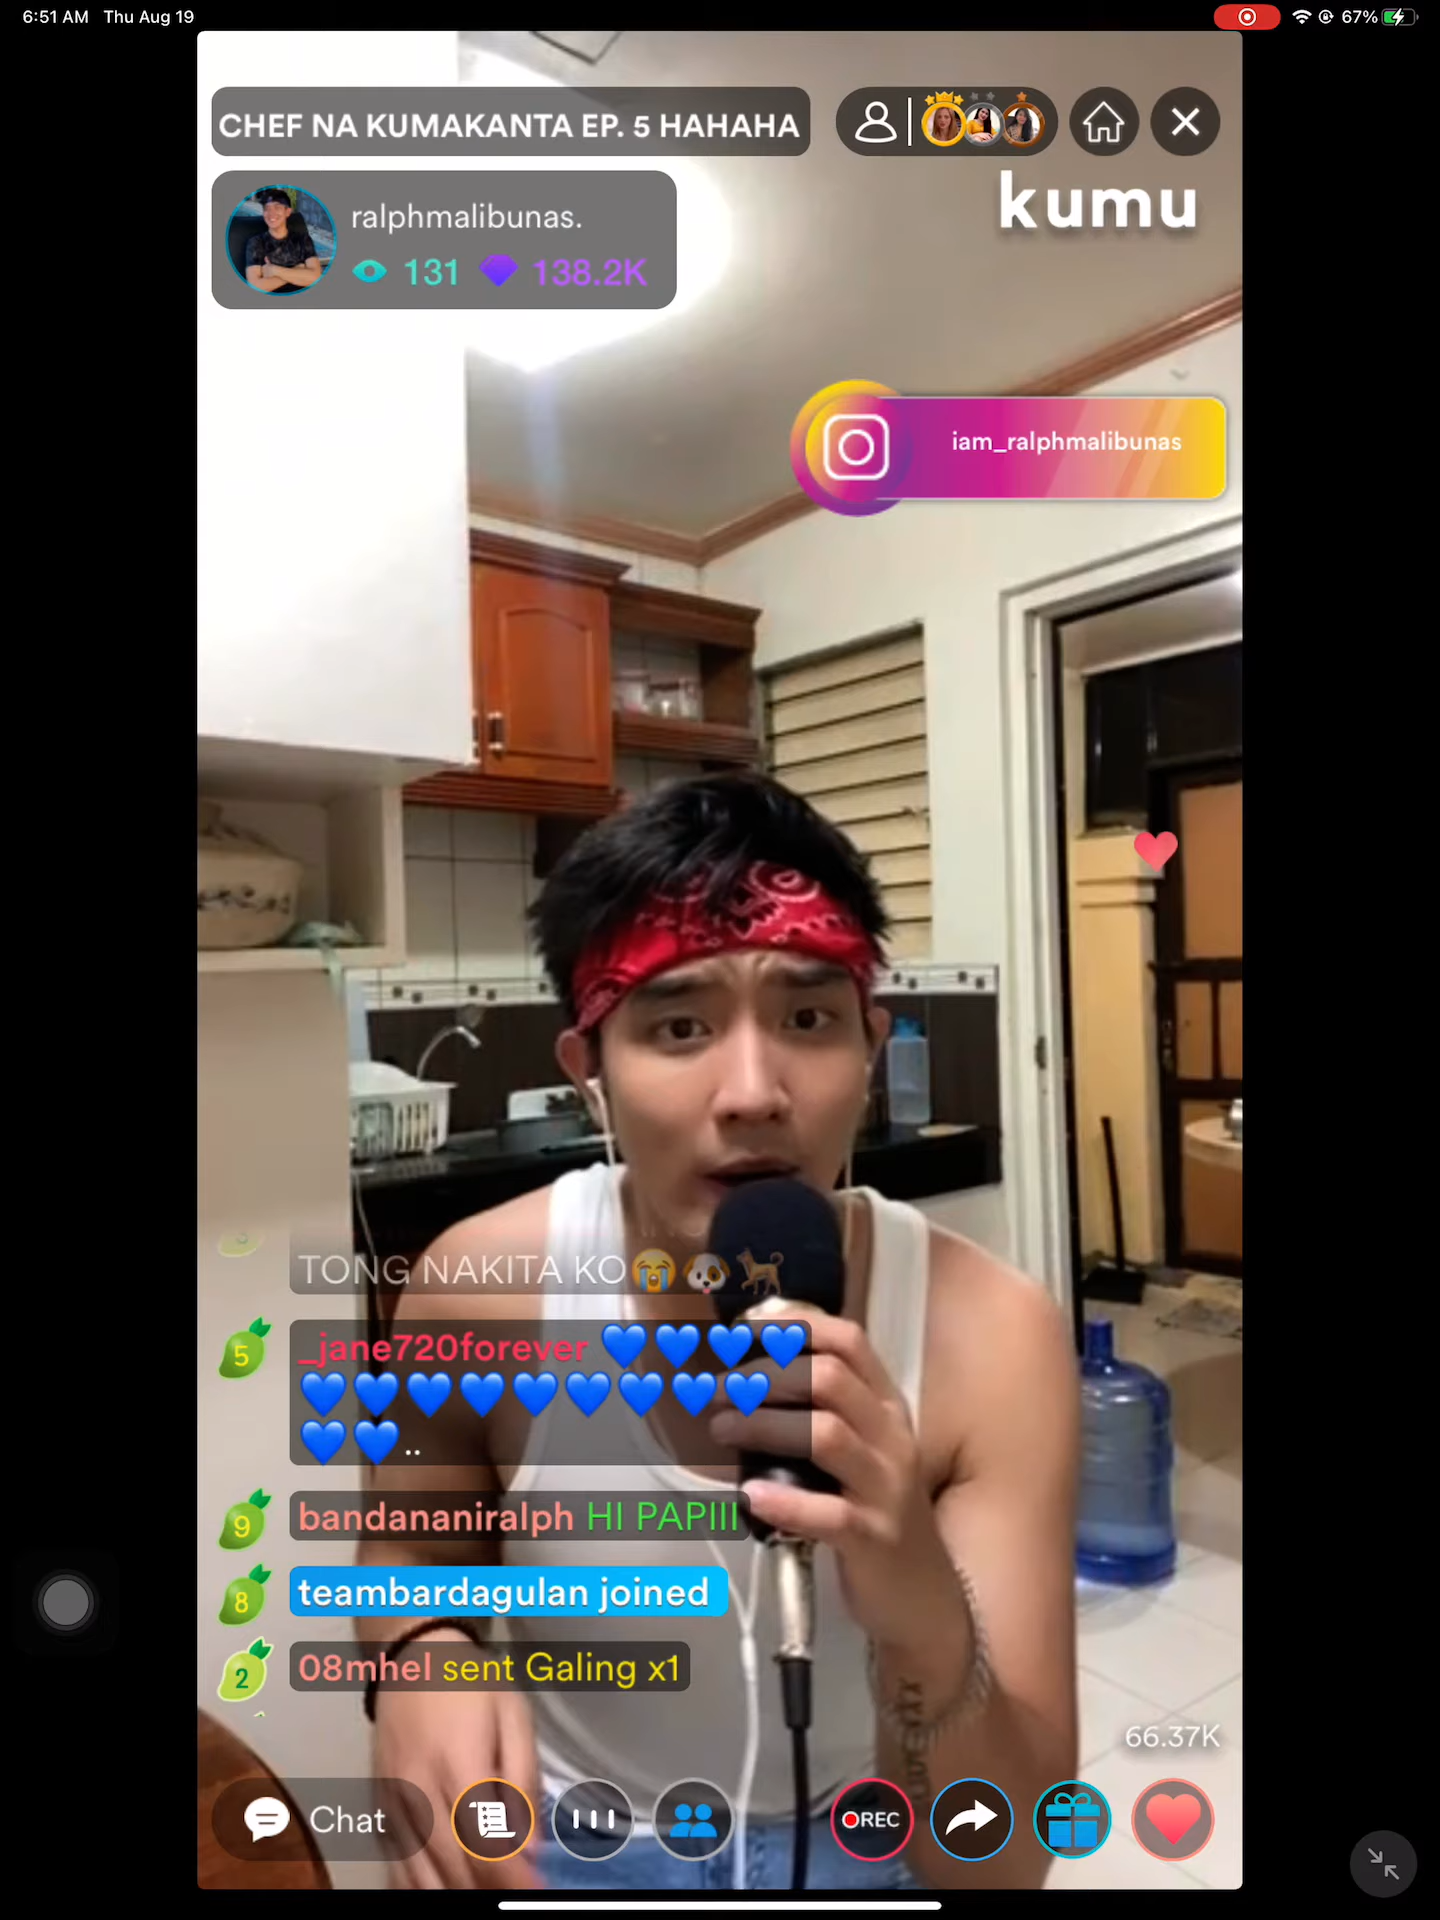 6:51 AM Thu Aug 19
67%
CHEF NA KUMAKANTA EP. 5 HAHAHA
kumu
ralphmalibunas.
131 138.2K
iam_ralphmalibunas
TONG NAKITA KO😭🐶🐕
5 _jane720forever 💙💙💙💙
💙💙💙💙💙💙💙💙💙
💙💙..
9 bandananiralph HI PAPIII
8 teambardagulan joined
2 08mhel sent Galing x1
66.37K
Chat
REC